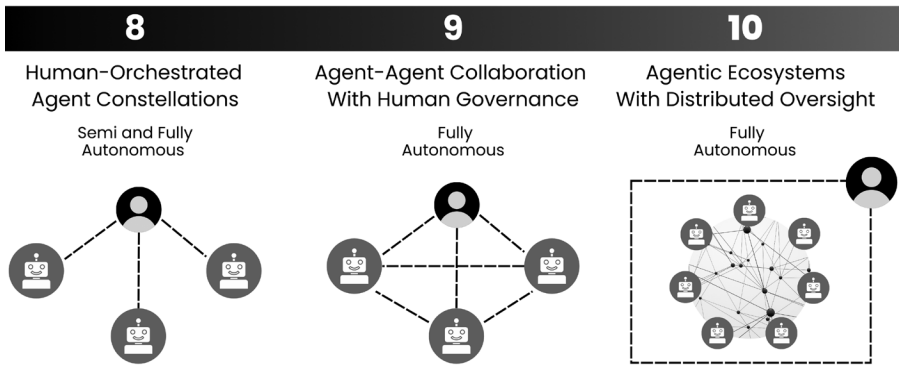 8
Human-Orchestrated
Agent Constellations
Semi and Fully
Autonomous
9
Agent-Agent Collaboration
With Human Governance
Fully
Autonomous
10
Agentic Ecosystems
With Distributed Oversight
Fully
Autonomous